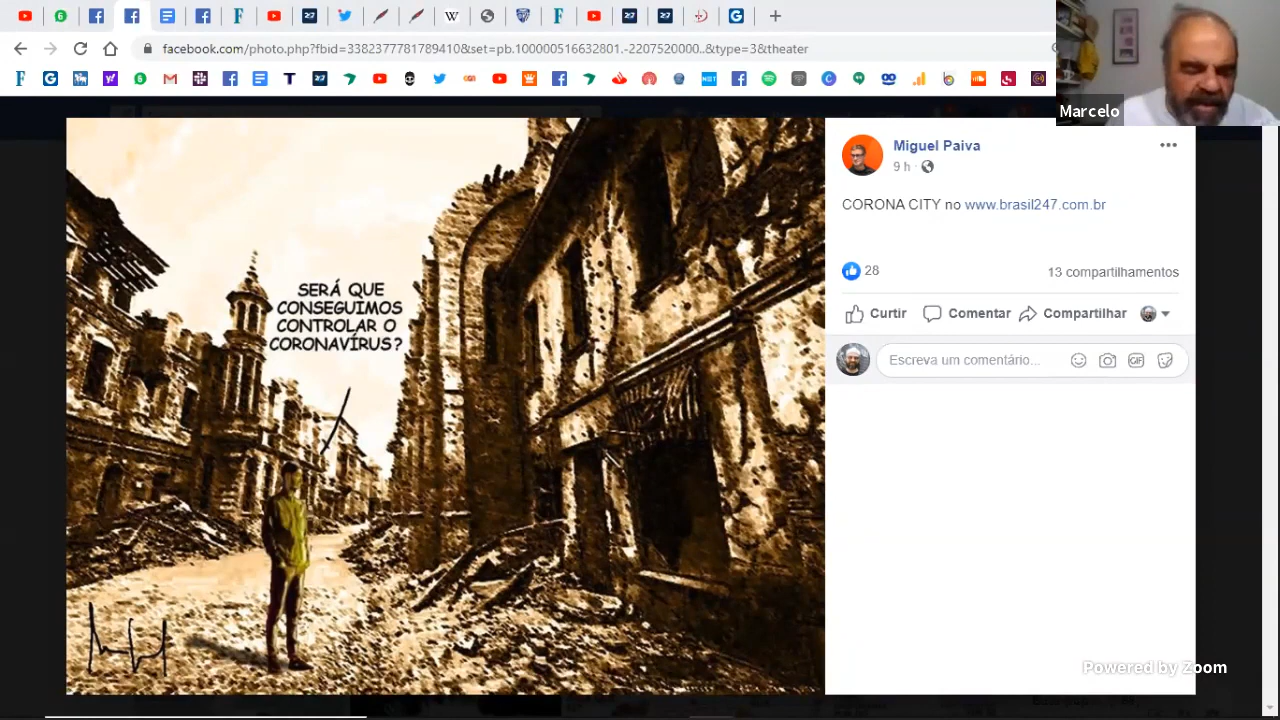 facebook.com/photo.php?fbid=3382377781789410&set=pb.100000516632801.-2207520000..&type=3&theater
Marcelo
SERÁ QUE
CONSEGUIMOS
CONTROLAR O
CORONAVÍRUS?
Miguel Paiva
9 h
CORONA CITY no www.brasil247.com.br
28
13 compartilhamentos
Curtir
Comentar
Compartilhar
Escreva um comentário...
GIF
Powered by Zoom